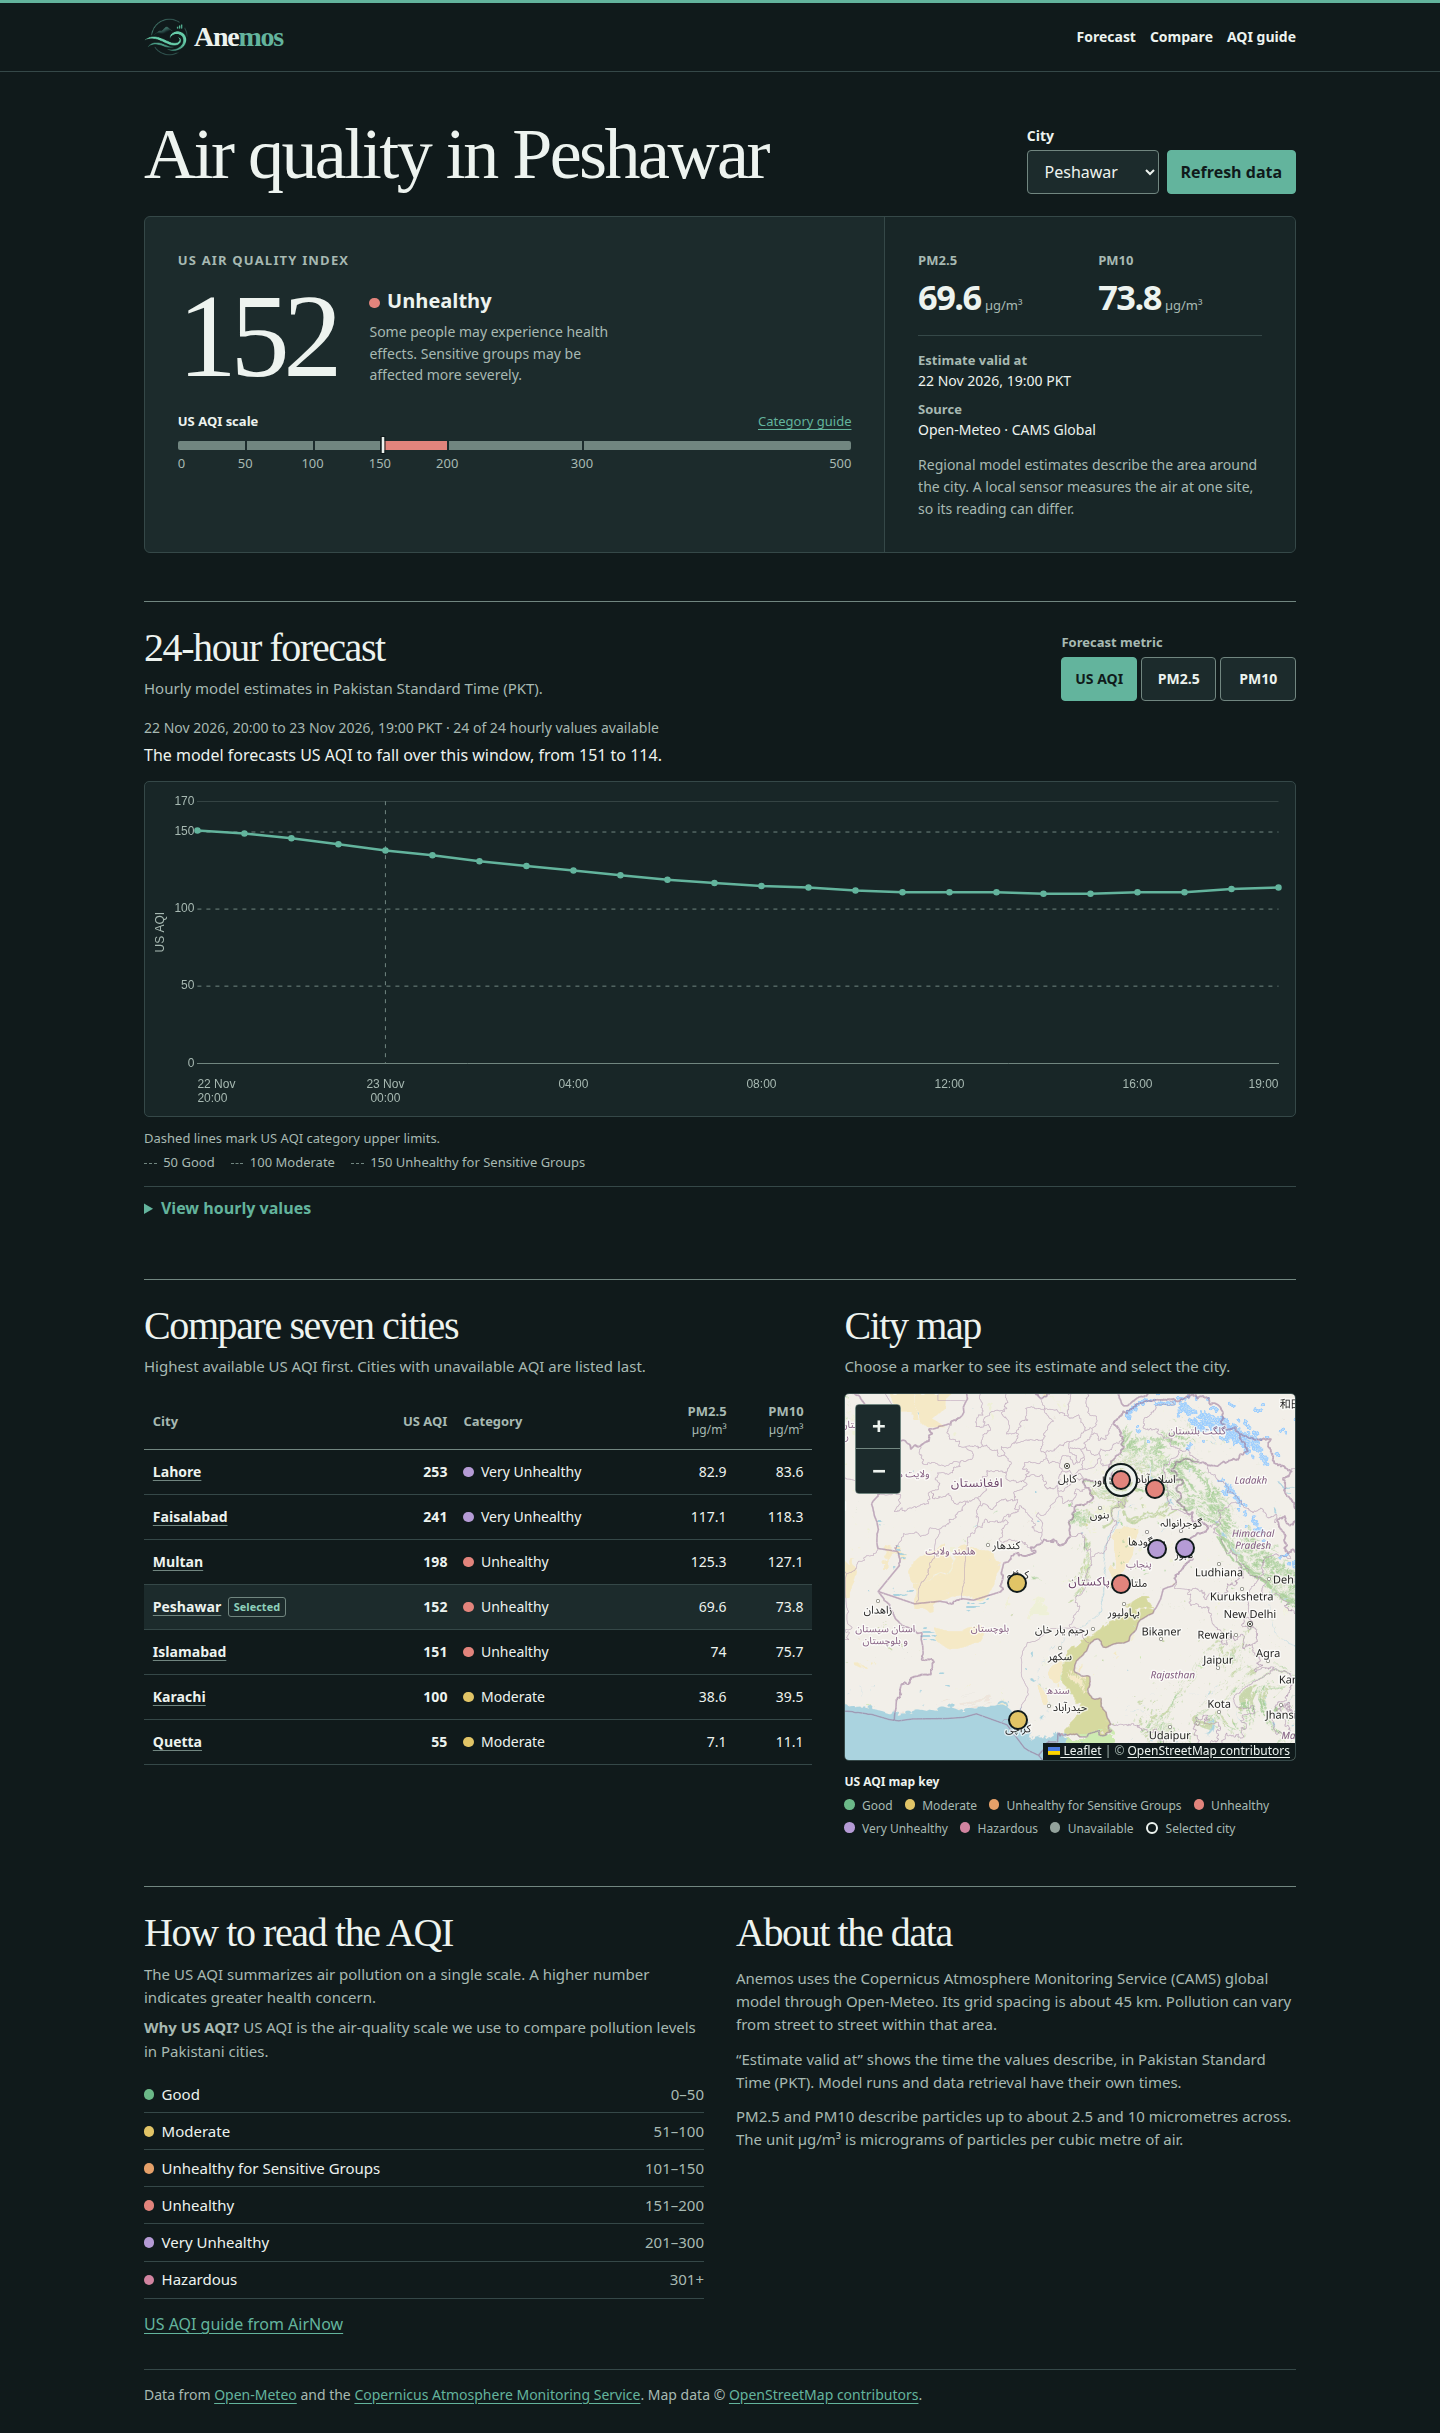 Anemos
Forecast Compare AQI guide
Air quality in Peshawar
City
Peshawar
Refresh data
US AIR QUALITY INDEX
152
Unhealthy
Some people may experience health
effects. Sensitive groups may be
affected more severely.
US AQI scale
Category guide
0 50 100 150 200 300 500
PM2.5 PM10
69.6 µg/m³ 73.8 µg/m³
Estimate valid at
22 Nov 2026, 19:00 PKT
Source
Open-Meteo · CAMS Global
Regional model estimates describe the area around
the city. A local sensor measures the air at one site,
so its reading can differ.
24-hour forecast
Hourly model estimates in Pakistan Standard Time (PKT).
Forecast metric
US AQI PM2.5 PM10
22 Nov 2026, 20:00 to 23 Nov 2026, 19:00 PKT · 24 of 24 hourly values available
The model forecasts US AQI to fall over this window, from 151 to 114.
170
150
100
50
0
US AQI
22 Nov 23 Nov 04:00 08:00 12:00 16:00 19:00
20:00 00:00
Dashed lines mark US AQI category upper limits.
50 Good 100 Moderate 150 Unhealthy for Sensitive Groups
View hourly values
Compare seven cities
Highest available US AQI first. Cities with unavailable AQI are listed last.
City US AQI Category PM2.5 µg/m³ PM10 µg/m³
Lahore 253 Very Unhealthy 82.9 83.6
Faisalabad 241 Very Unhealthy 117.1 118.3
Multan 198 Unhealthy 125.3 127.1
Peshawar Selected 152 Unhealthy 69.6 73.8
Islamabad 151 Unhealthy 74 75.7
Karachi 100 Moderate 38.6 39.5
Quetta 55 Moderate 7.1 11.1
City map
Choose a marker to see its estimate and select the city.
+
−
گلگت بلتستان
Ladakh
افغانستان
کابل
بنوں
گوجرانوالہ
Himachal
Pradesh
هلمند ولایت
کندهار
پنجاب
Ludhiana
پاکستان
Kurukshetra
زاهدان
بہاولپور
New Delhi
استان سیستان
و بلوچستان
بلوچستان
رحیم یار خان
Bikaner
Rewari
سکھر
Jaipur
Agra
Rajasthan
سندھ
حیدرآباد
Kota
کراچی
Udaipur
Leaflet | © OpenStreetMap contributors
US AQI map key
Good Moderate Unhealthy for Sensitive Groups Unhealthy
Very Unhealthy Hazardous Unavailable Selected city
How to read the AQI
The US AQI summarizes air pollution on a single scale. A higher number
indicates greater health concern.
Why US AQI? US AQI is the air-quality scale we use to compare pollution levels
in Pakistani cities.
Good 0–50
Moderate 51–100
Unhealthy for Sensitive Groups 101–150
Unhealthy 151–200
Very Unhealthy 201–300
Hazardous 301+
US AQI guide from AirNow
About the data
Anemos uses the Copernicus Atmosphere Monitoring Service (CAMS) global
model through Open-Meteo. Its grid spacing is about 45 km. Pollution can vary
from street to street within that area.
“Estimate valid at” shows the time the values describe, in Pakistan Standard
Time (PKT). Model runs and data retrieval have their own times.
PM2.5 and PM10 describe particles up to about 2.5 and 10 micrometres across.
The unit µg/m³ is micrograms of particles per cubic metre of air.
Data from Open-Meteo and the Copernicus Atmosphere Monitoring Service. Map data © OpenStreetMap contributors.